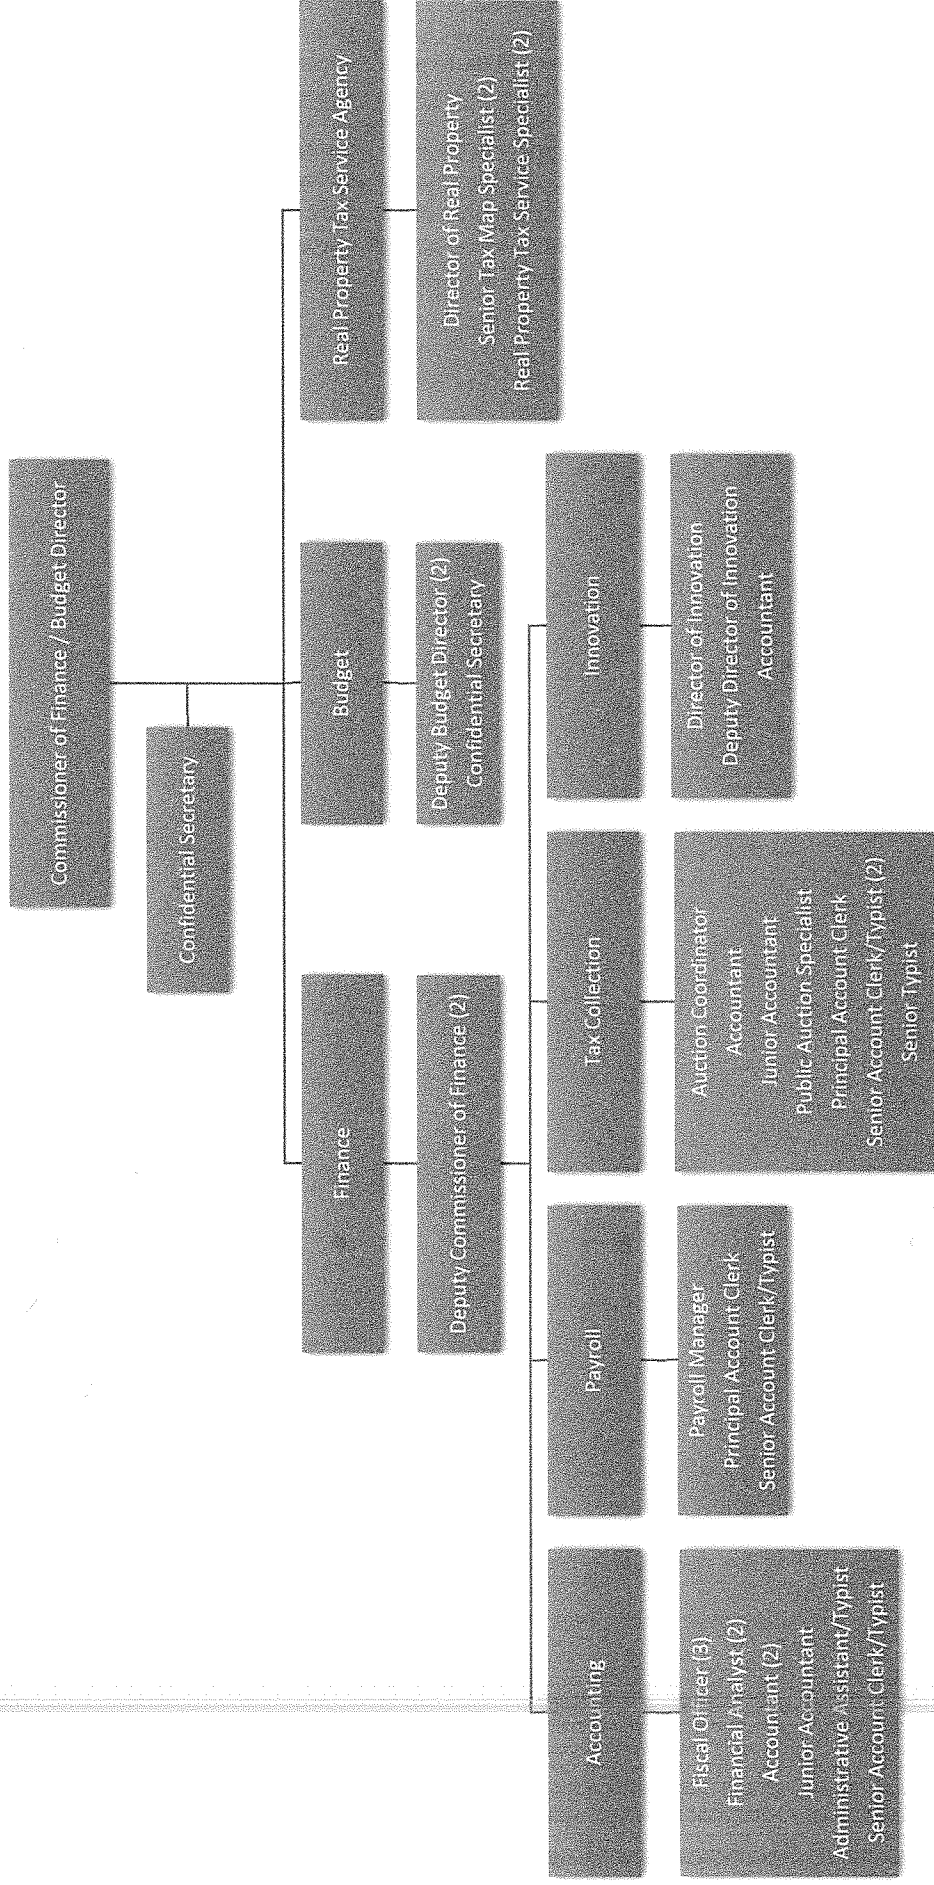 Commissioner of Finance / Budget Director
Confidential Secretary
Finance
Budget
Real Property Tax Service Agency
Deputy Commissioner of Finance (2)
Deputy Budget Director (2)
Confidential Secretary
Director of Real Property
Senior Tax Map Specialist (2)
Real Property Tax Service Specialist (2)
Accounting
Payroll
Tax Collection
Innovation
Fiscal Officer (3)
Financial Analyst (2)
Accountant (2)
Junior Accountant
Administrative Assistant/Typist
Senior Account Clerk/Typist
Payroll Manager
Principal Account Clerk
Senior Account Clerk/Typist
Auction Coordinator
Accountant
Junior Accountant
Public Auction Specialist
Principal Account Clerk
Senior Account Clerk/Typist (2)
Senior Typist
Director of Innovation
Deputy Director of Innovation
Accountant